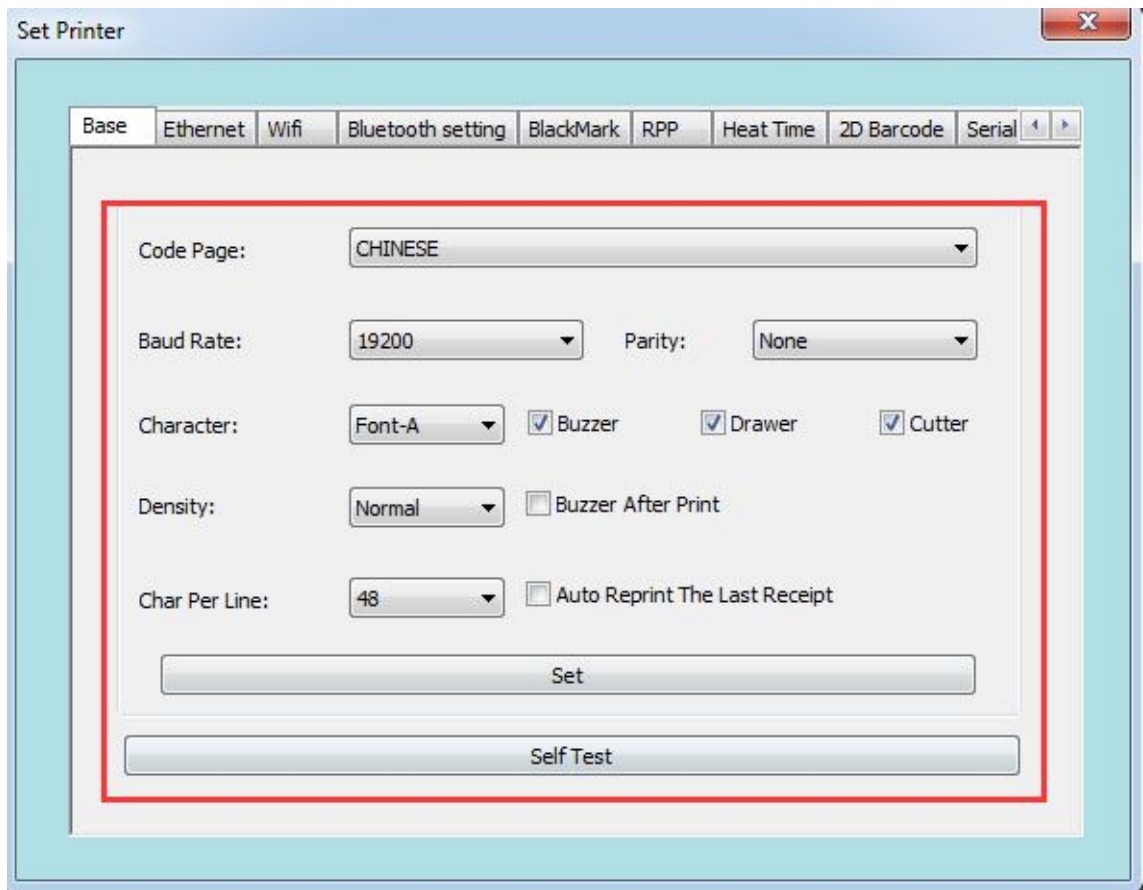 Set Printer
Base Ethernet Wifi Bluetooth setting BlackMark RPP Heat Time 2D Barcode Serial
Code Page: CHINESE
Baud Rate: 19200 Parity: None
Character: Font-A Buzzer Drawer Cutter
Density: Normal Buzzer After Print
Char Per Line: 48 Auto Reprint The Last Receipt
Set
Self Test